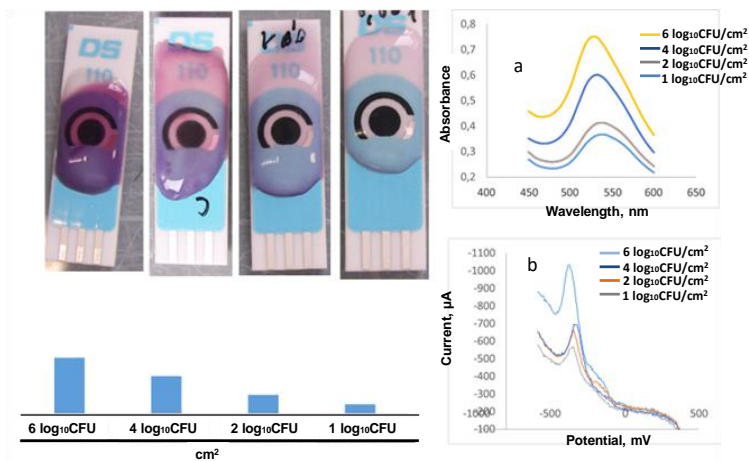 DS
110
DS
110
DS
110
110
6 log₁₀CFU
4 log₁₀CFU
2 log₁₀CFU
1 log₁₀CFU
cm²
a
6 log₁₀CFU/cm²
4 log₁₀CFU/cm²
2 log₁₀CFU/cm²
1 log₁₀CFU/cm²
Absorbance
0,8
0,7
0,6
0,5
0,4
0,3
0,2
400
450
500
550
600
650
Wavelength, nm
b
6 log₁₀CFU/cm²
4 log₁₀CFU/cm²
2 log₁₀CFU/cm²
1 log₁₀CFU/cm²
Current, µA
-1100
-1000
-900
-800
-700
-600
-500
-400
-300
-200
-100
-1000
-500
0
500
Potential, mV